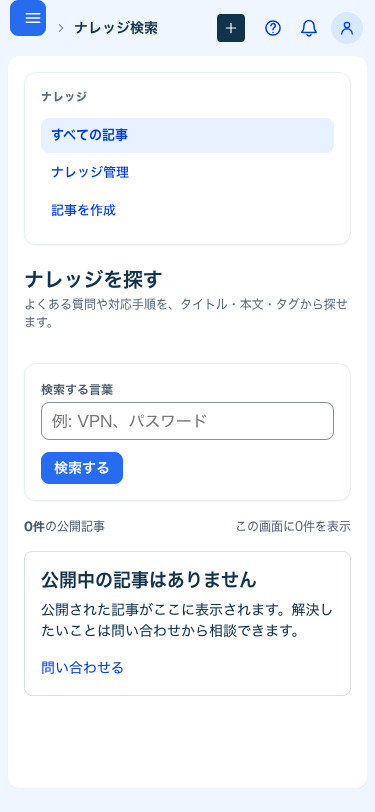 ナレッジ検索
ナレッジ
すべての記事
ナレッジ管理
記事を作成
ナレッジを探す
よくある質問や対応手順を、タイトル・本文・タグから探せ
ます。
検索する言葉
例: VPN、パスワード
検索する
0件の公開記事
この画面に0件を表示
公開中の記事はありません
公開された記事がここに表示されます。解決し
たいことは問い合わせから相談できます。
問い合わせる